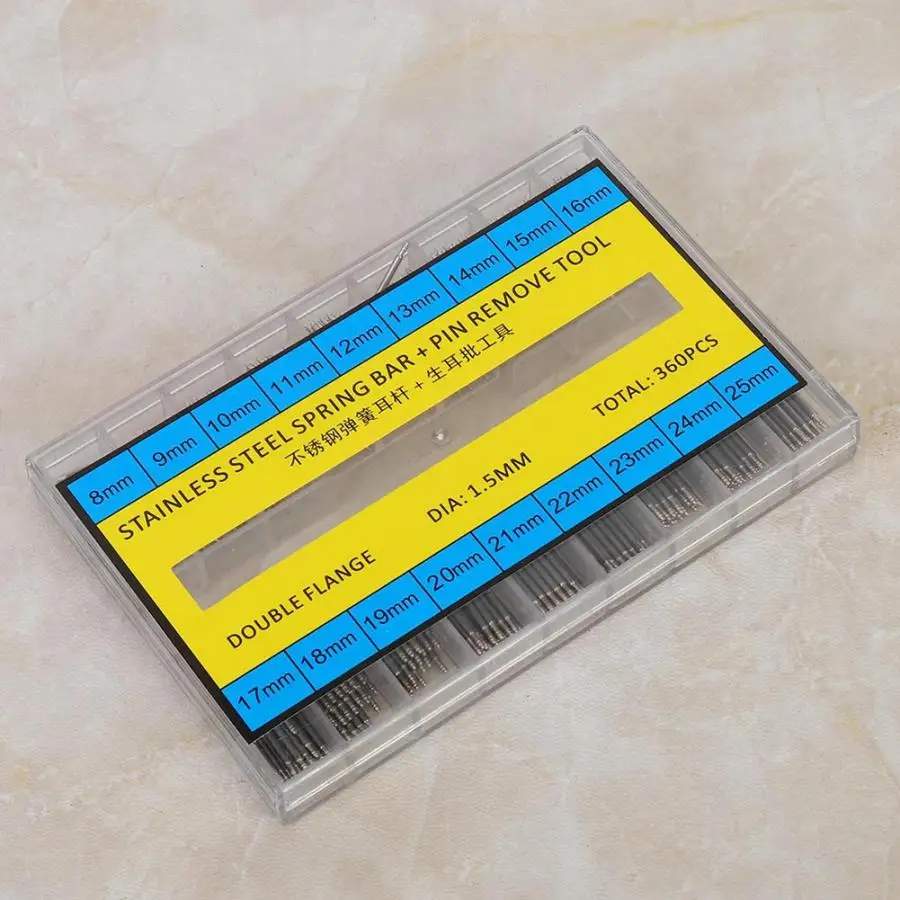 8mm 9mm 10mm 11mm 12mm 13mm 14mm 15mm 16mm
STAINLESS STEEL SPRING BAR + PIN REMOVE TOOL
不锈钢弹簧耳杆 + 生耳批工具
DOUBLE FLANGE DIA: 1.5MM TOTAL: 360PCS
17mm 18mm 19mm 20mm 21mm 22mm 23mm 24mm 25mm